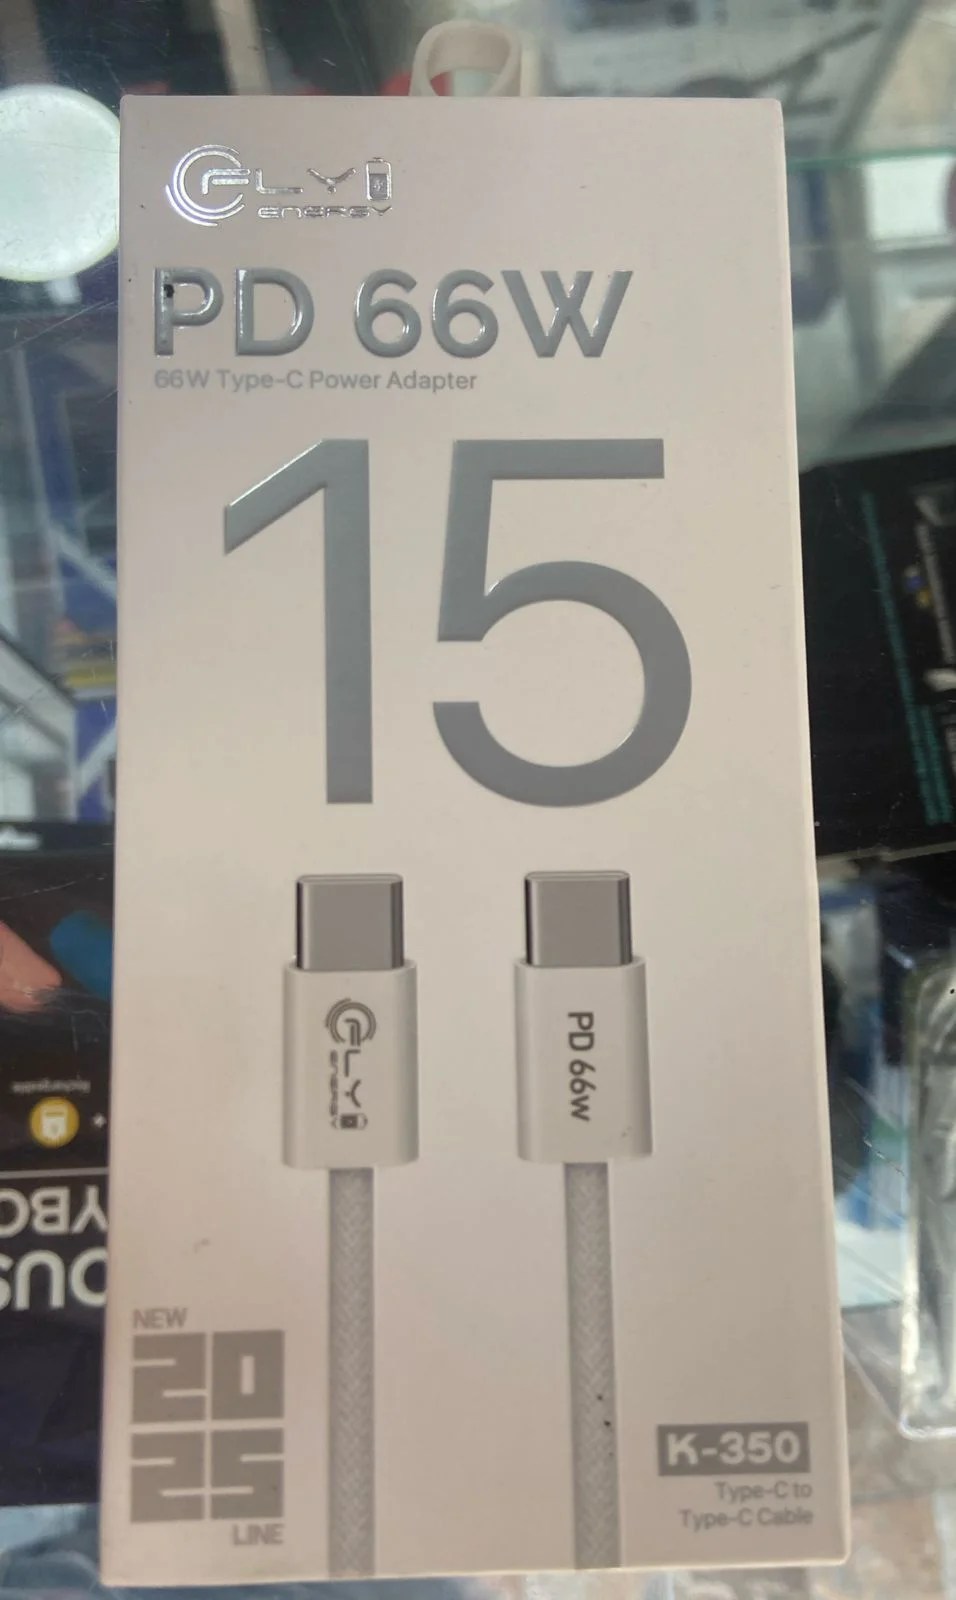 FLY
ENERGY
PD 66W
66W Type-C Power Adapter
15
FLY
ENERGY
PD 66W
NEW
20
25
LINE
K-350
Type-C to
Type-C Cable
Rechargeable